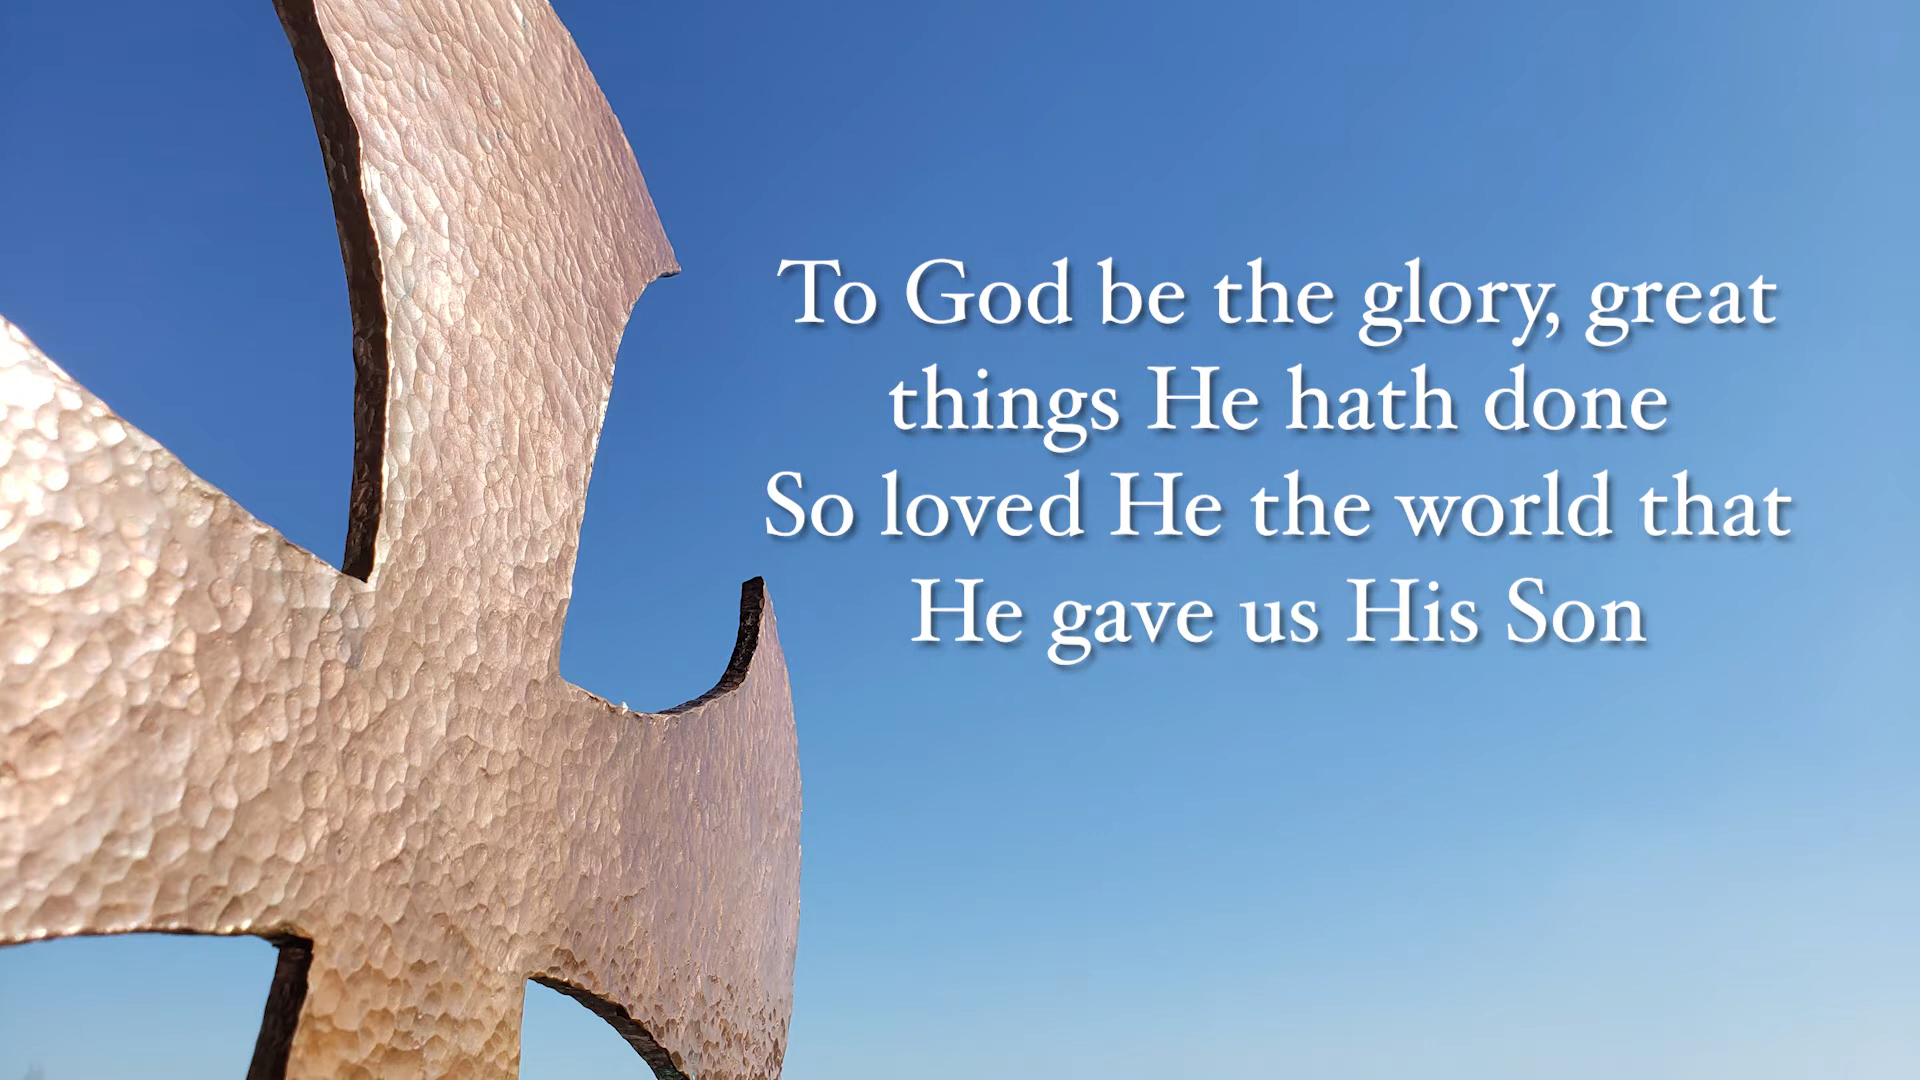 To God be the glory, great
things He hath done
So loved He the world that
He gave us His Son